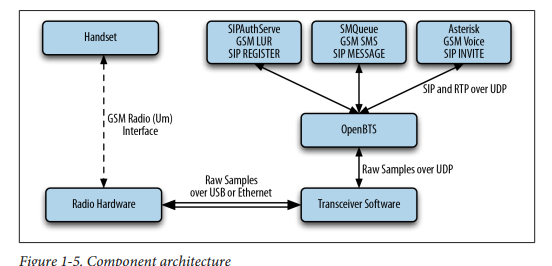 Handset
SIPAuthServe
GSM LUR
SIP REGISTER
SMQueue
GSM SMS
SIP MESSAGE
Asterisk
GSM Voice
SIP INVITE
SIP and RTP over UDP
GSM Radio (Um)
Interface
OpenBTS
Raw Samples over UDP
Raw Samples
over USB or Ethernet
Radio Hardware
Transceiver Software
Figure 1-5. Component architecture